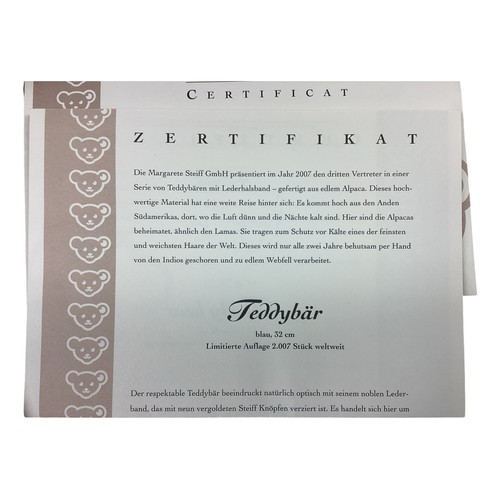 CERTIFICAT
ZERTIFIKAT
Die Margarete Steiff GmbH präsentiert im Jahr 2007 den dritten Vertreter in einer
Serie von Teddybären mit Lederhalsband – gefertigt aus edlem Alpaca. Dieses hoch-
wertige Material hat eine weite Reise hinter sich: Es kommt hoch aus den Anden
Südamerikas, dort, wo die Luft dünn und die Nächte kalt sind. Hier sind die Alpacas
beheimatet, ähnlich den Lamas. Sie tragen zum Schutz vor Kälte eines der feinsten
und weichsten Haare der Welt. Dieses wird nur alle zwei Jahre behutsam per Hand
von den Indios geschoren und zu edlem Webfell verarbeitet.
Teddybär
blau, 32 cm
Limitierte Auflage 2.007 Stück weltweit
Der respektable Teddybär beeindruckt natürlich optisch mit seinem noblen Leder-
band, das mit neun vergoldeten Steiff Knöpfen verziert ist. Es handelt sich hier um